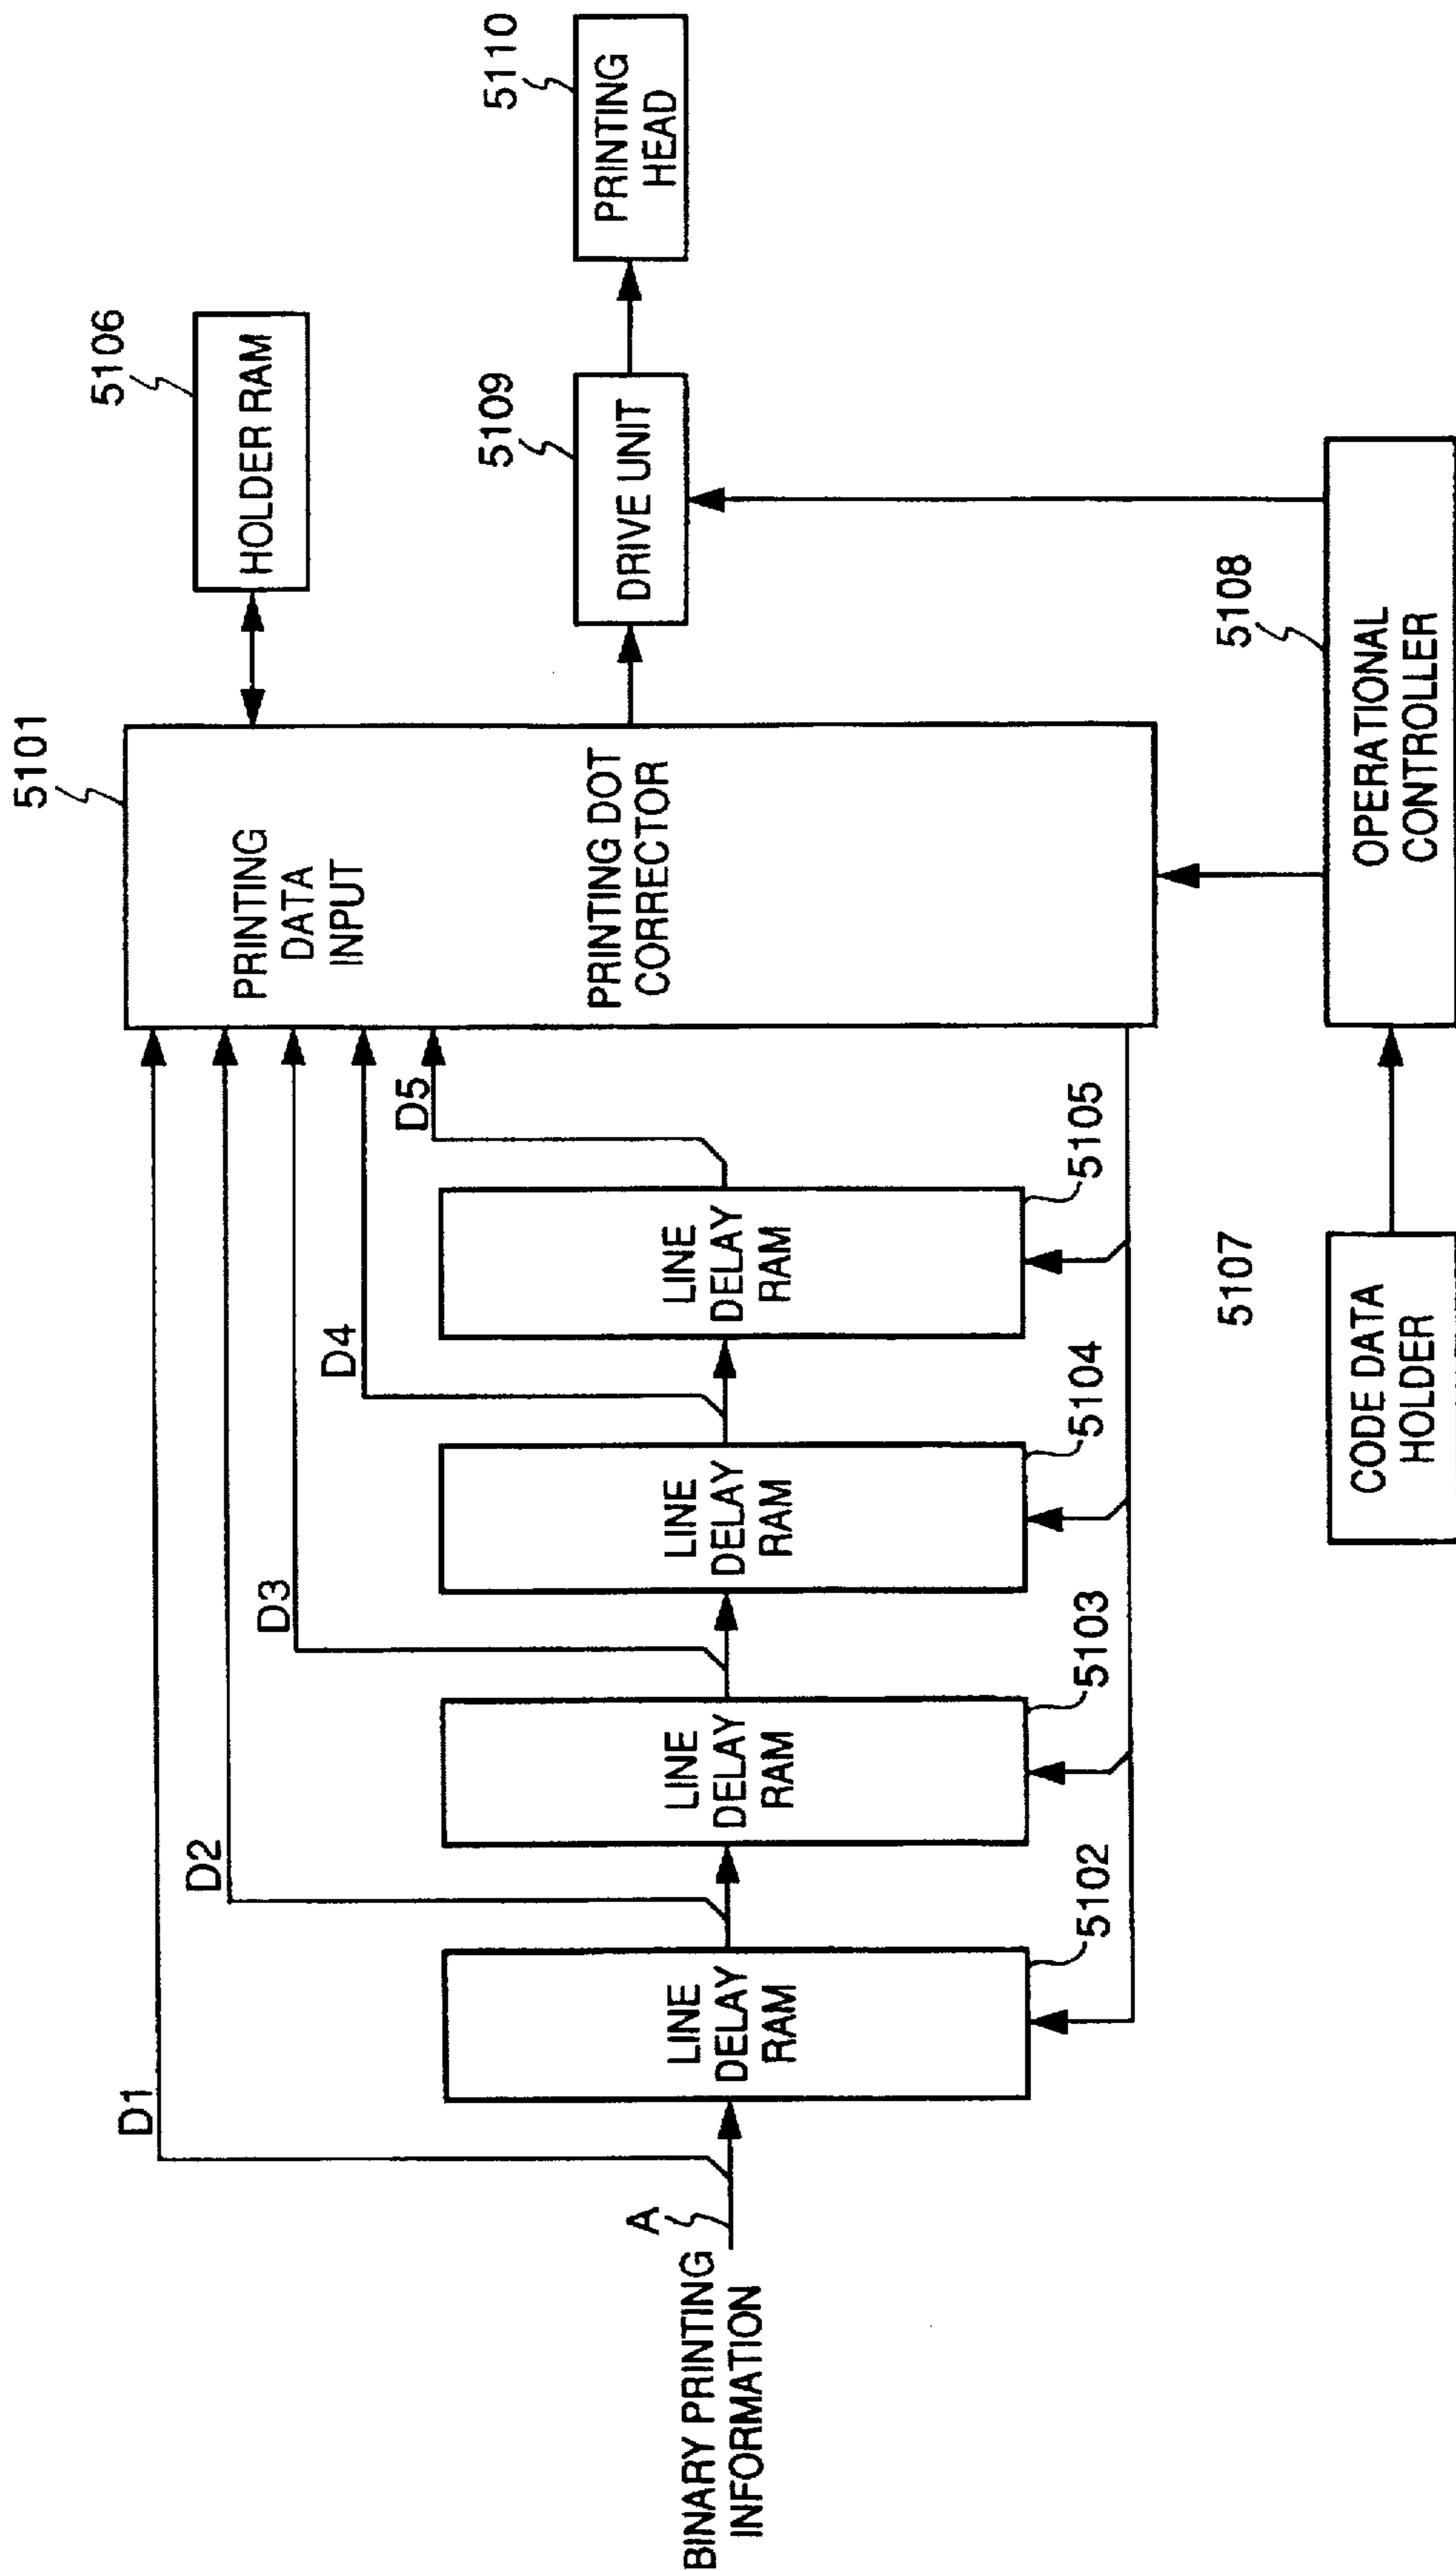 5101
5106
HOLDER RAM
PRINTING
DATA
INPUT
PRINTING DOT
CORRECTOR
5109
DRIVE UNIT
5110
PRINTING
HEAD
D1
D2
D3
D4
D5
A
BINARY PRINTING
INFORMATION
LINE
DELAY
RAM
5102
LINE
DELAY
RAM
5103
LINE
DELAY
RAM
5104
LINE
DELAY
RAM
5105
5107
CODE DATA
HOLDER
5108
OPERATIONAL
CONTROLLER